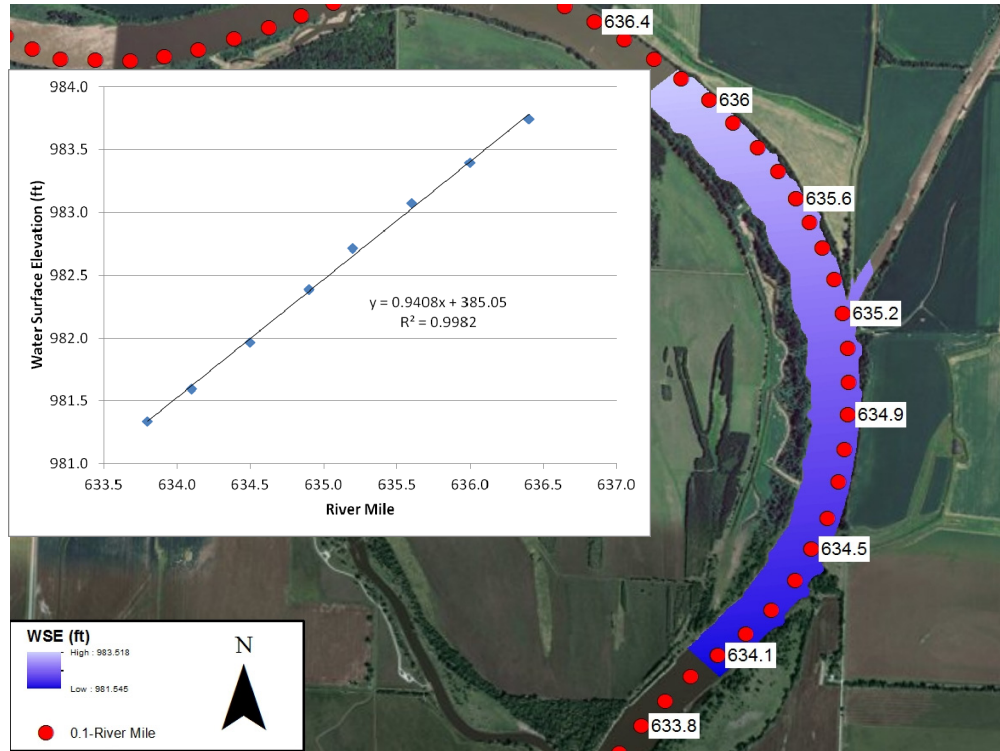 636.4
636
635.6
635.2
634.9
634.5
634.1
633.8
Water Surface Elevation (ft)
984.0
983.5
983.0
982.5
982.0
981.5
981.0
y = 0.9408x + 385.05
R² = 0.9982
633.5 634.0 634.5 635.0 635.5 636.0 636.5 637.0
River Mile
WSE (ft)
High : 983.518
Low : 981.545
N
0.1-River Mile